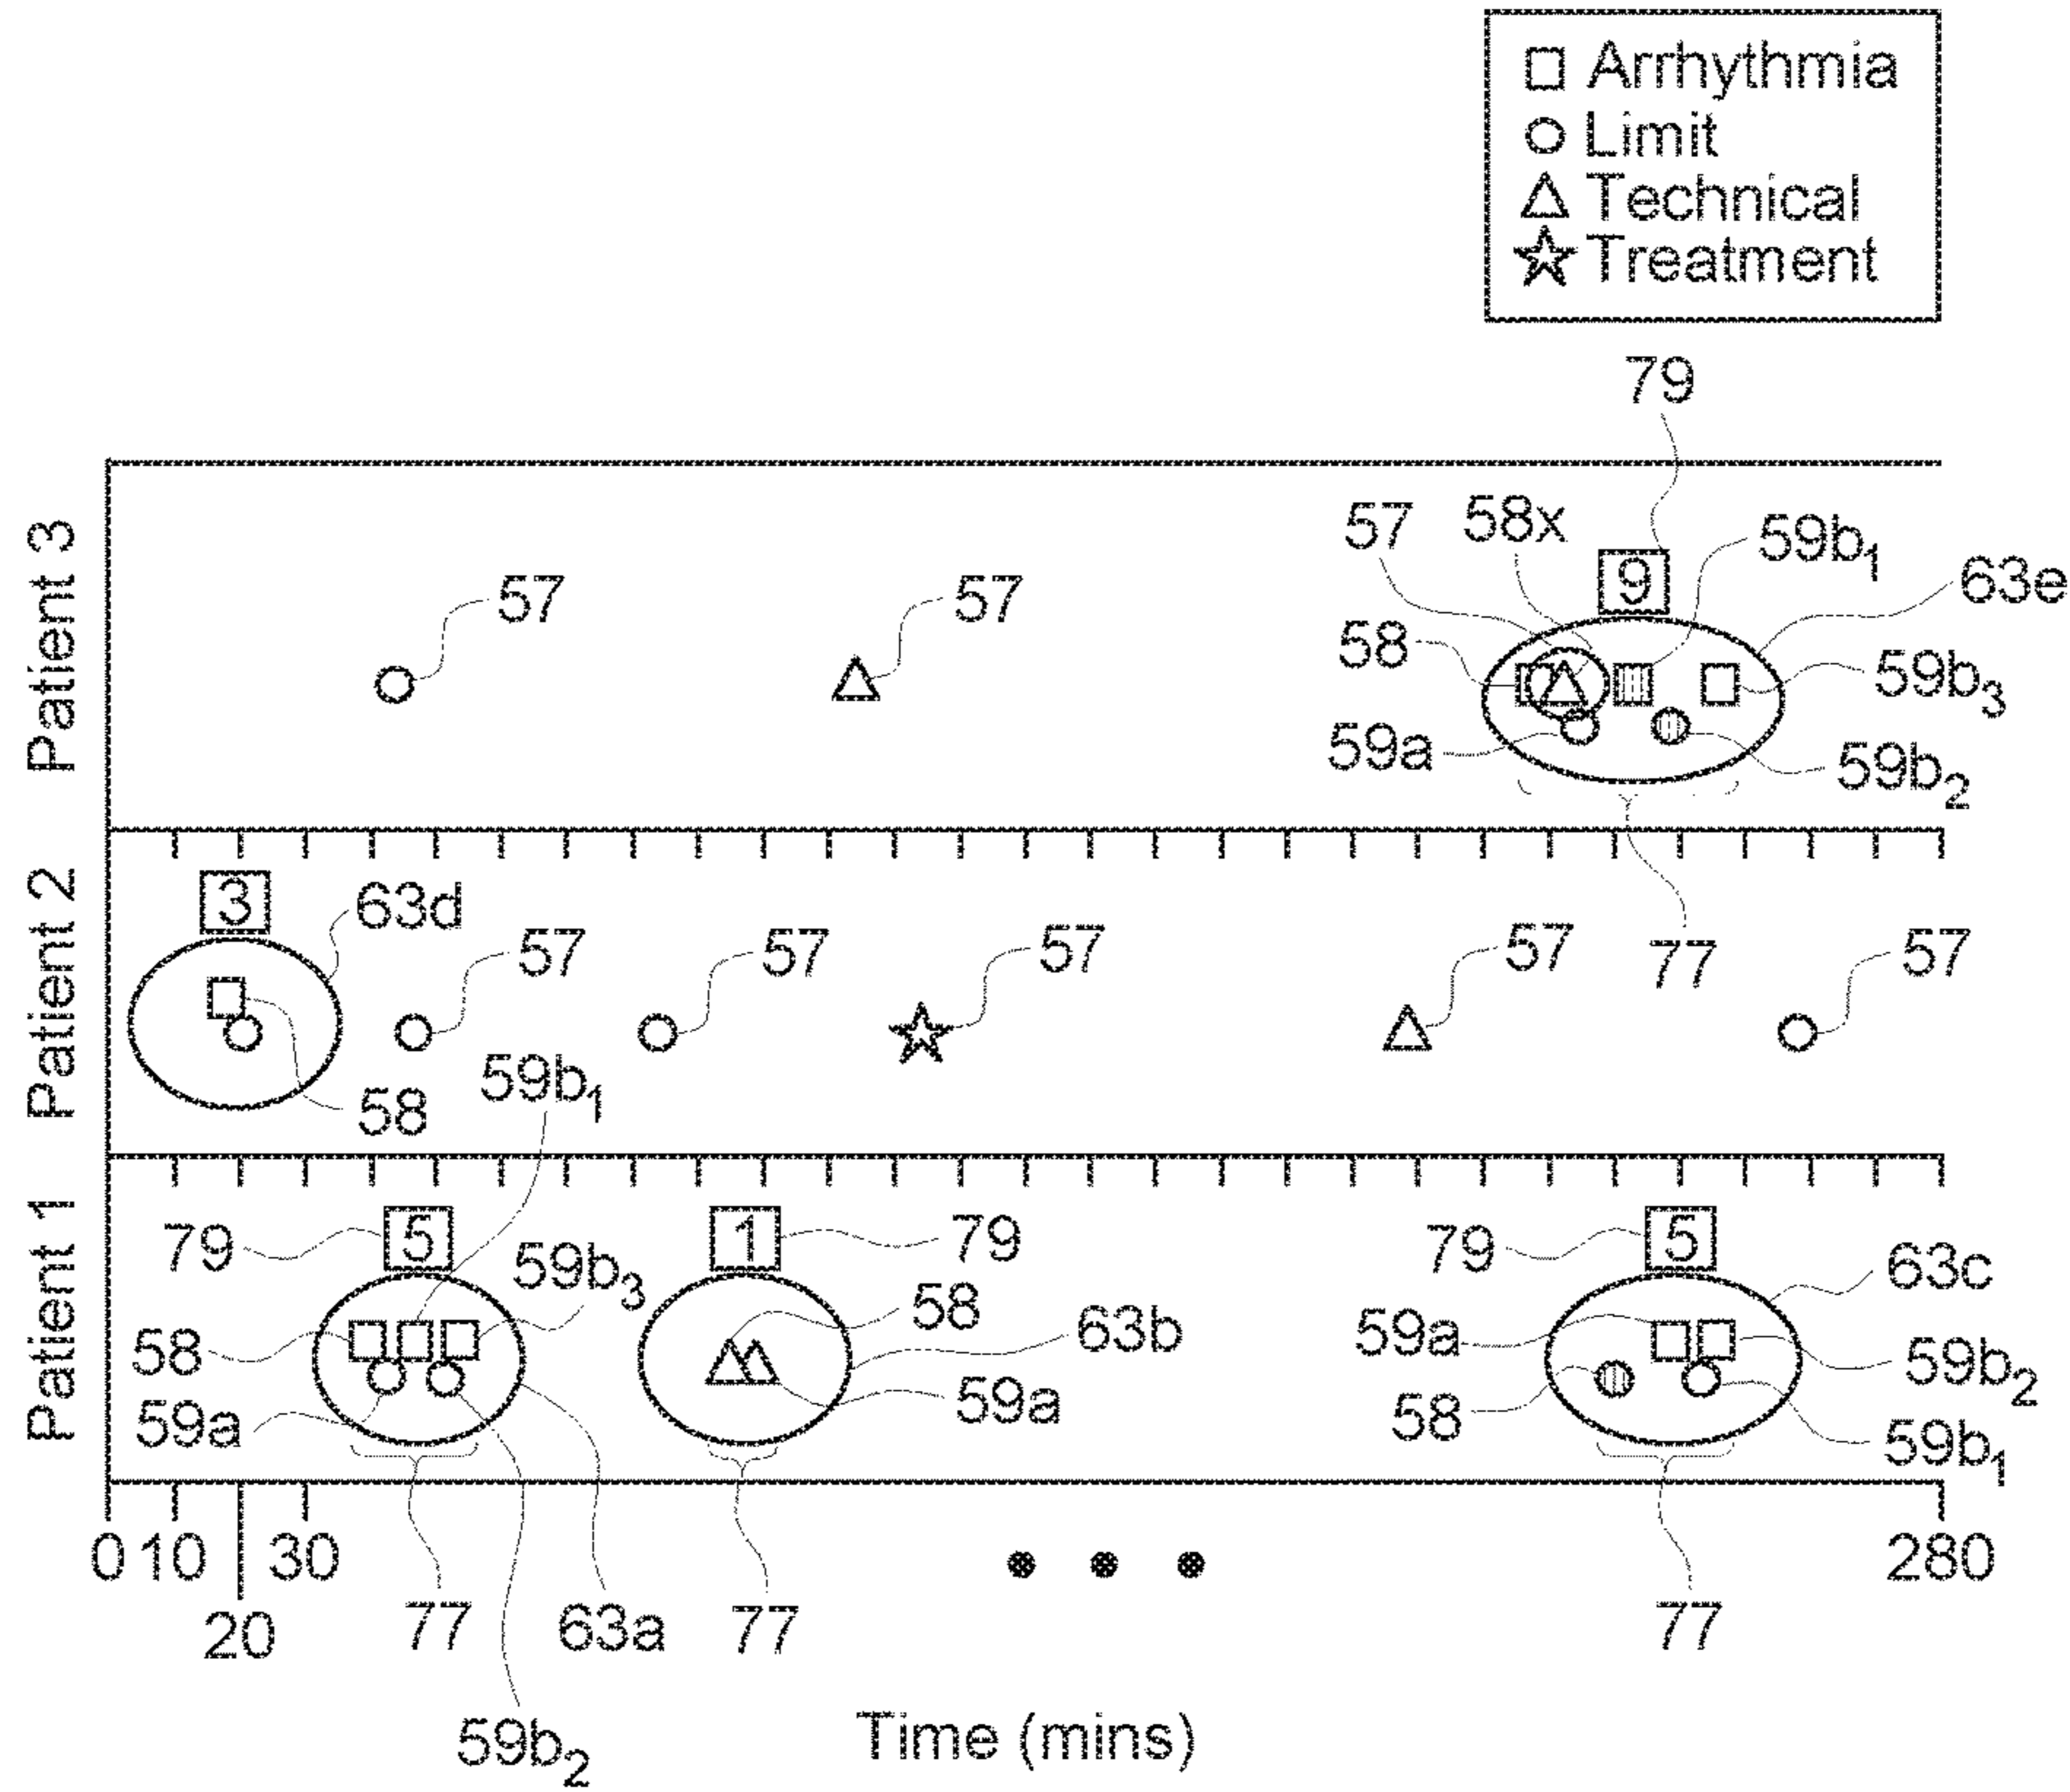 Arrhythmia
Limit
Technical
Treatment
79
Patient 3
57
57
57
58x
59b1
9
63e
58
59b3
59a
59b2
77
Patient 2
3
63d
57
57
57
57
57
58
59b1
Patient 1
79
5
59b3
1
79
79
5
63c
58
58
63b
59a
59a
59a
59b2
58
59b1
0 10 30 280
20
77
63a
77
77
59b2
Time (mins)